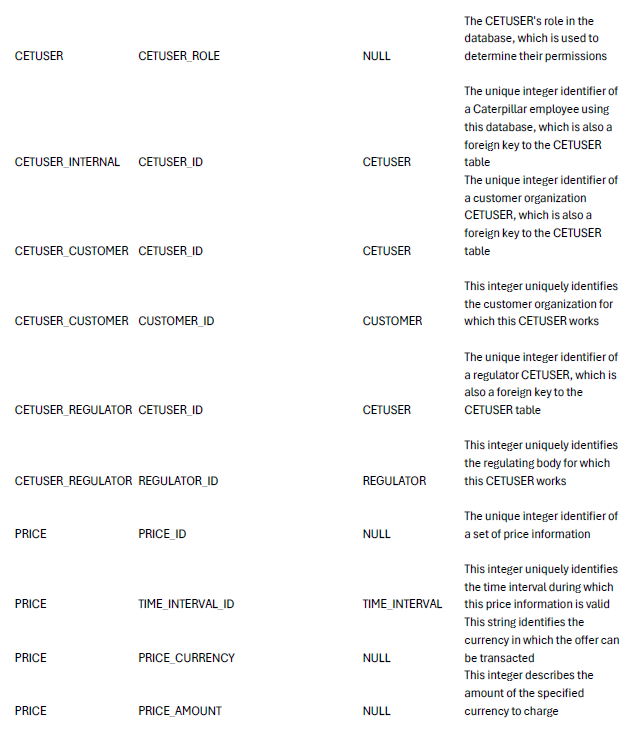 The CETUSER's role in the
database, which is used to
CETUSER CETUSER_ROLE NULL determine their permissions
The unique integer identifier of
a Caterpillar employee using
this database, which is also a
foreign key to the CETUSER
CETUSER_INTERNAL CETUSER_ID CETUSER table
The unique integer identifier of
a customer organization
CETUSER, which is also a
foreign key to the CETUSER
CETUSER_CUSTOMER CETUSER_ID CETUSER table
This integer uniquely identifies
the customer organization for
CETUSER_CUSTOMER CUSTOMER_ID CUSTOMER which this CETUSER works
The unique integer identifier of
a regulator CETUSER, which is
also a foreign key to the
CETUSER_REGULATOR CETUSER_ID CETUSER CETUSER table
This integer uniquely identifies
the regulating body for which
CETUSER_REGULATOR REGULATOR_ID REGULATOR this CETUSER works
The unique integer identifier of
PRICE PRICE_ID NULL a set of price information
This integer uniquely identifies
the time interval during which
PRICE TIME_INTERVAL_ID TIME_INTERVAL this price information is valid
This string identifies the
currency in which the offer can
PRICE PRICE_CURRENCY NULL be transacted
This integer describes the
amount of the specified
PRICE PRICE_AMOUNT NULL currency to charge